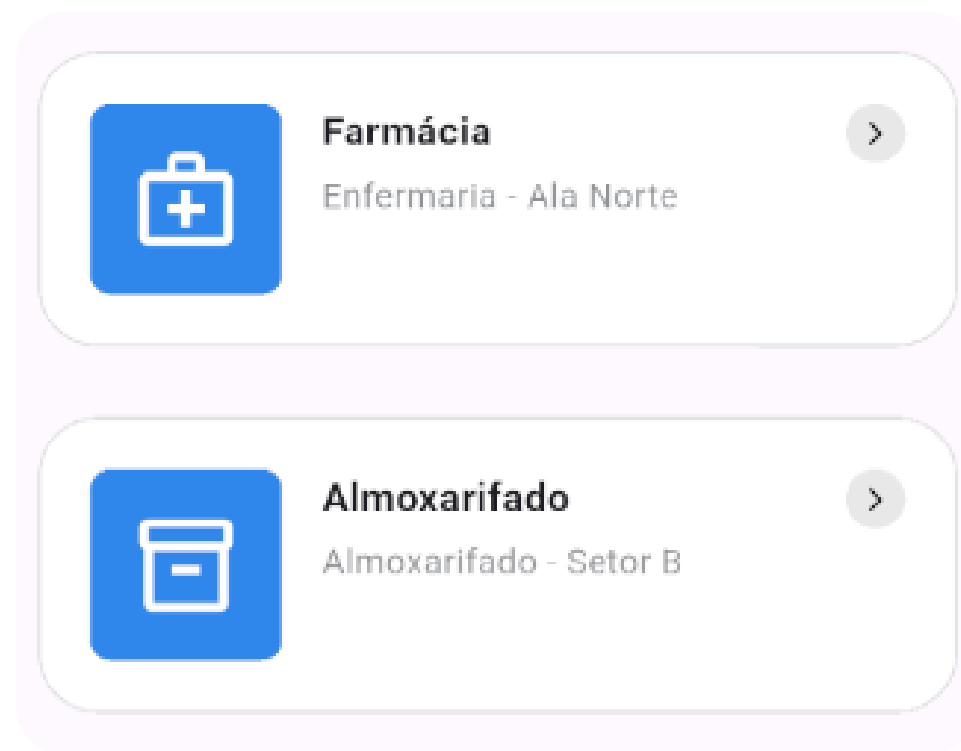 Farmácia
Enfermaria - Ala Norte
Almoxarifado
Almoxarifado - Setor B